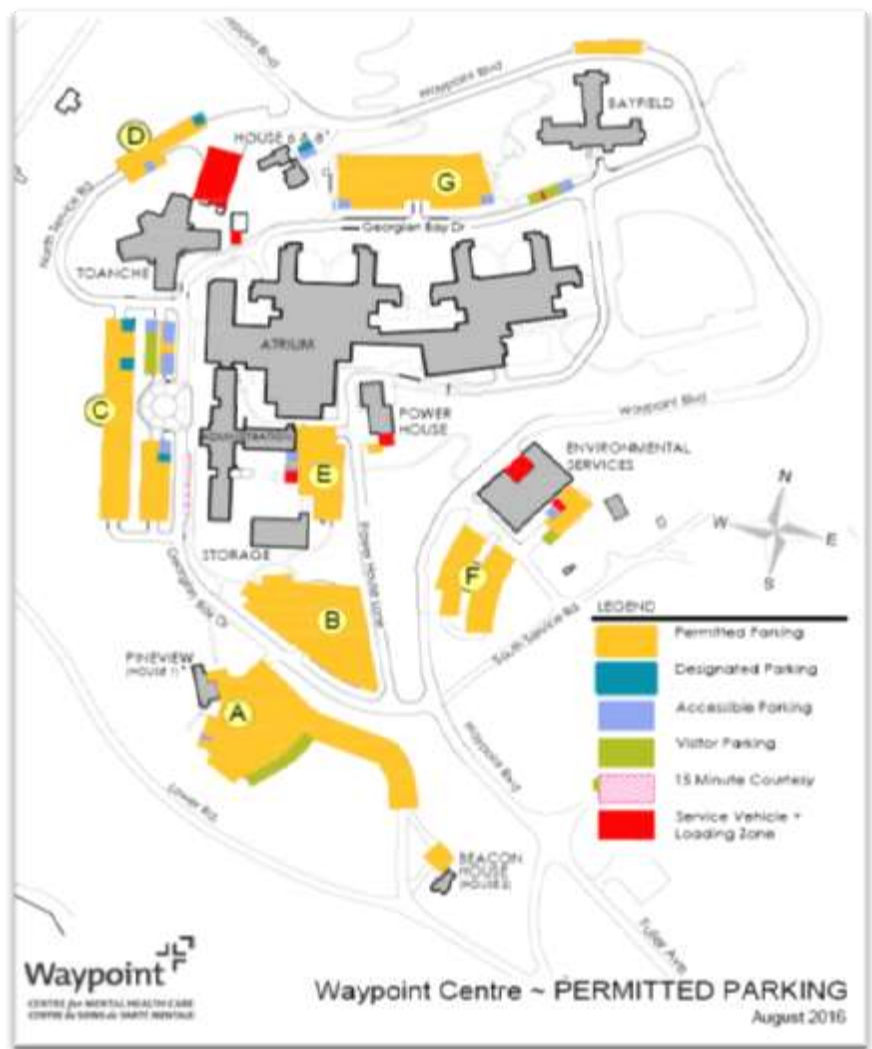 Waypoint Blvd
BAYFIELD
D
HOUSE 6 & 8*
G
North Service Rd.
Georgian Bay Dr
TOANCHE
ATRIUM
C
POWER
HOUSE
Waypoint Blvd
ENVIRONMENTAL
SERVICES
E
N
W
E
S
STORAGE
Georgian Bay Dr
Power House Lane
F
South Service Rd.
B
PINEVIEW
(HOUSE 1)*
A
Waypoint Blvd
Lower Rd.
BEACON
HOUSE
(HOUSE 2)
Fuller Ave.
LEGEND
Permitted Parking
Designated Parking
Accessible Parking
Visitor Parking
15 Minute Courtesy
Service Vehicle +
Loading Zone
Waypoint
CENTRE for MENTAL HEALTH CARE
CENTRE de SOINS de SANTÉ MENTALE
Waypoint Centre ~ PERMITTED PARKING
August 2016